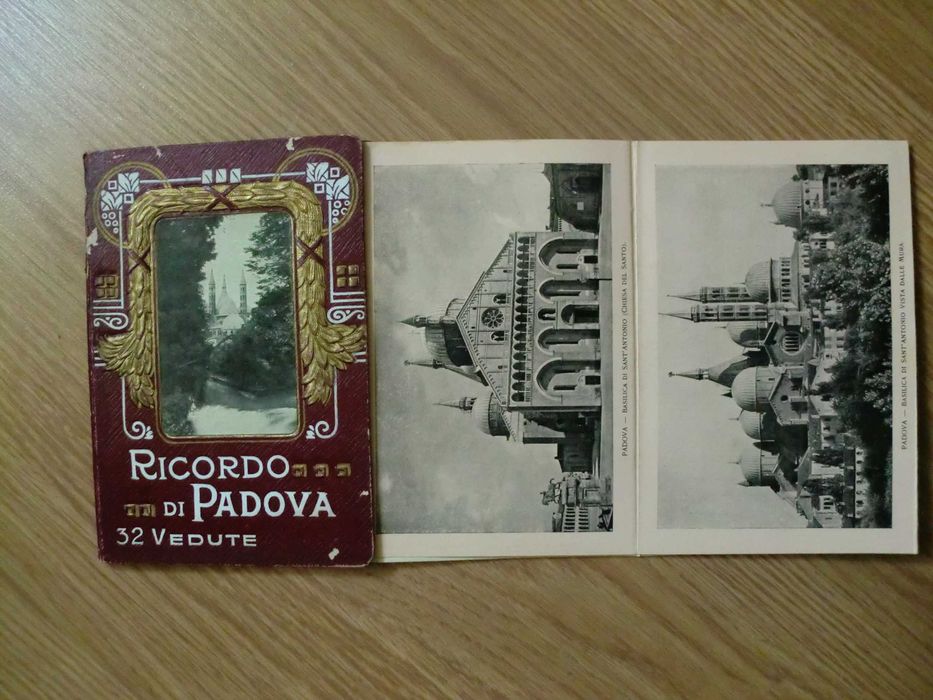 RICORDO
DI PADOVA
32 VEDUTE
PADOVA — BASILICA DI SANT'ANTONIO (CHIESA DEL SANTO).
PADOVA — BASILICA DI SANT'ANTONIO VISTA DALLE MURA